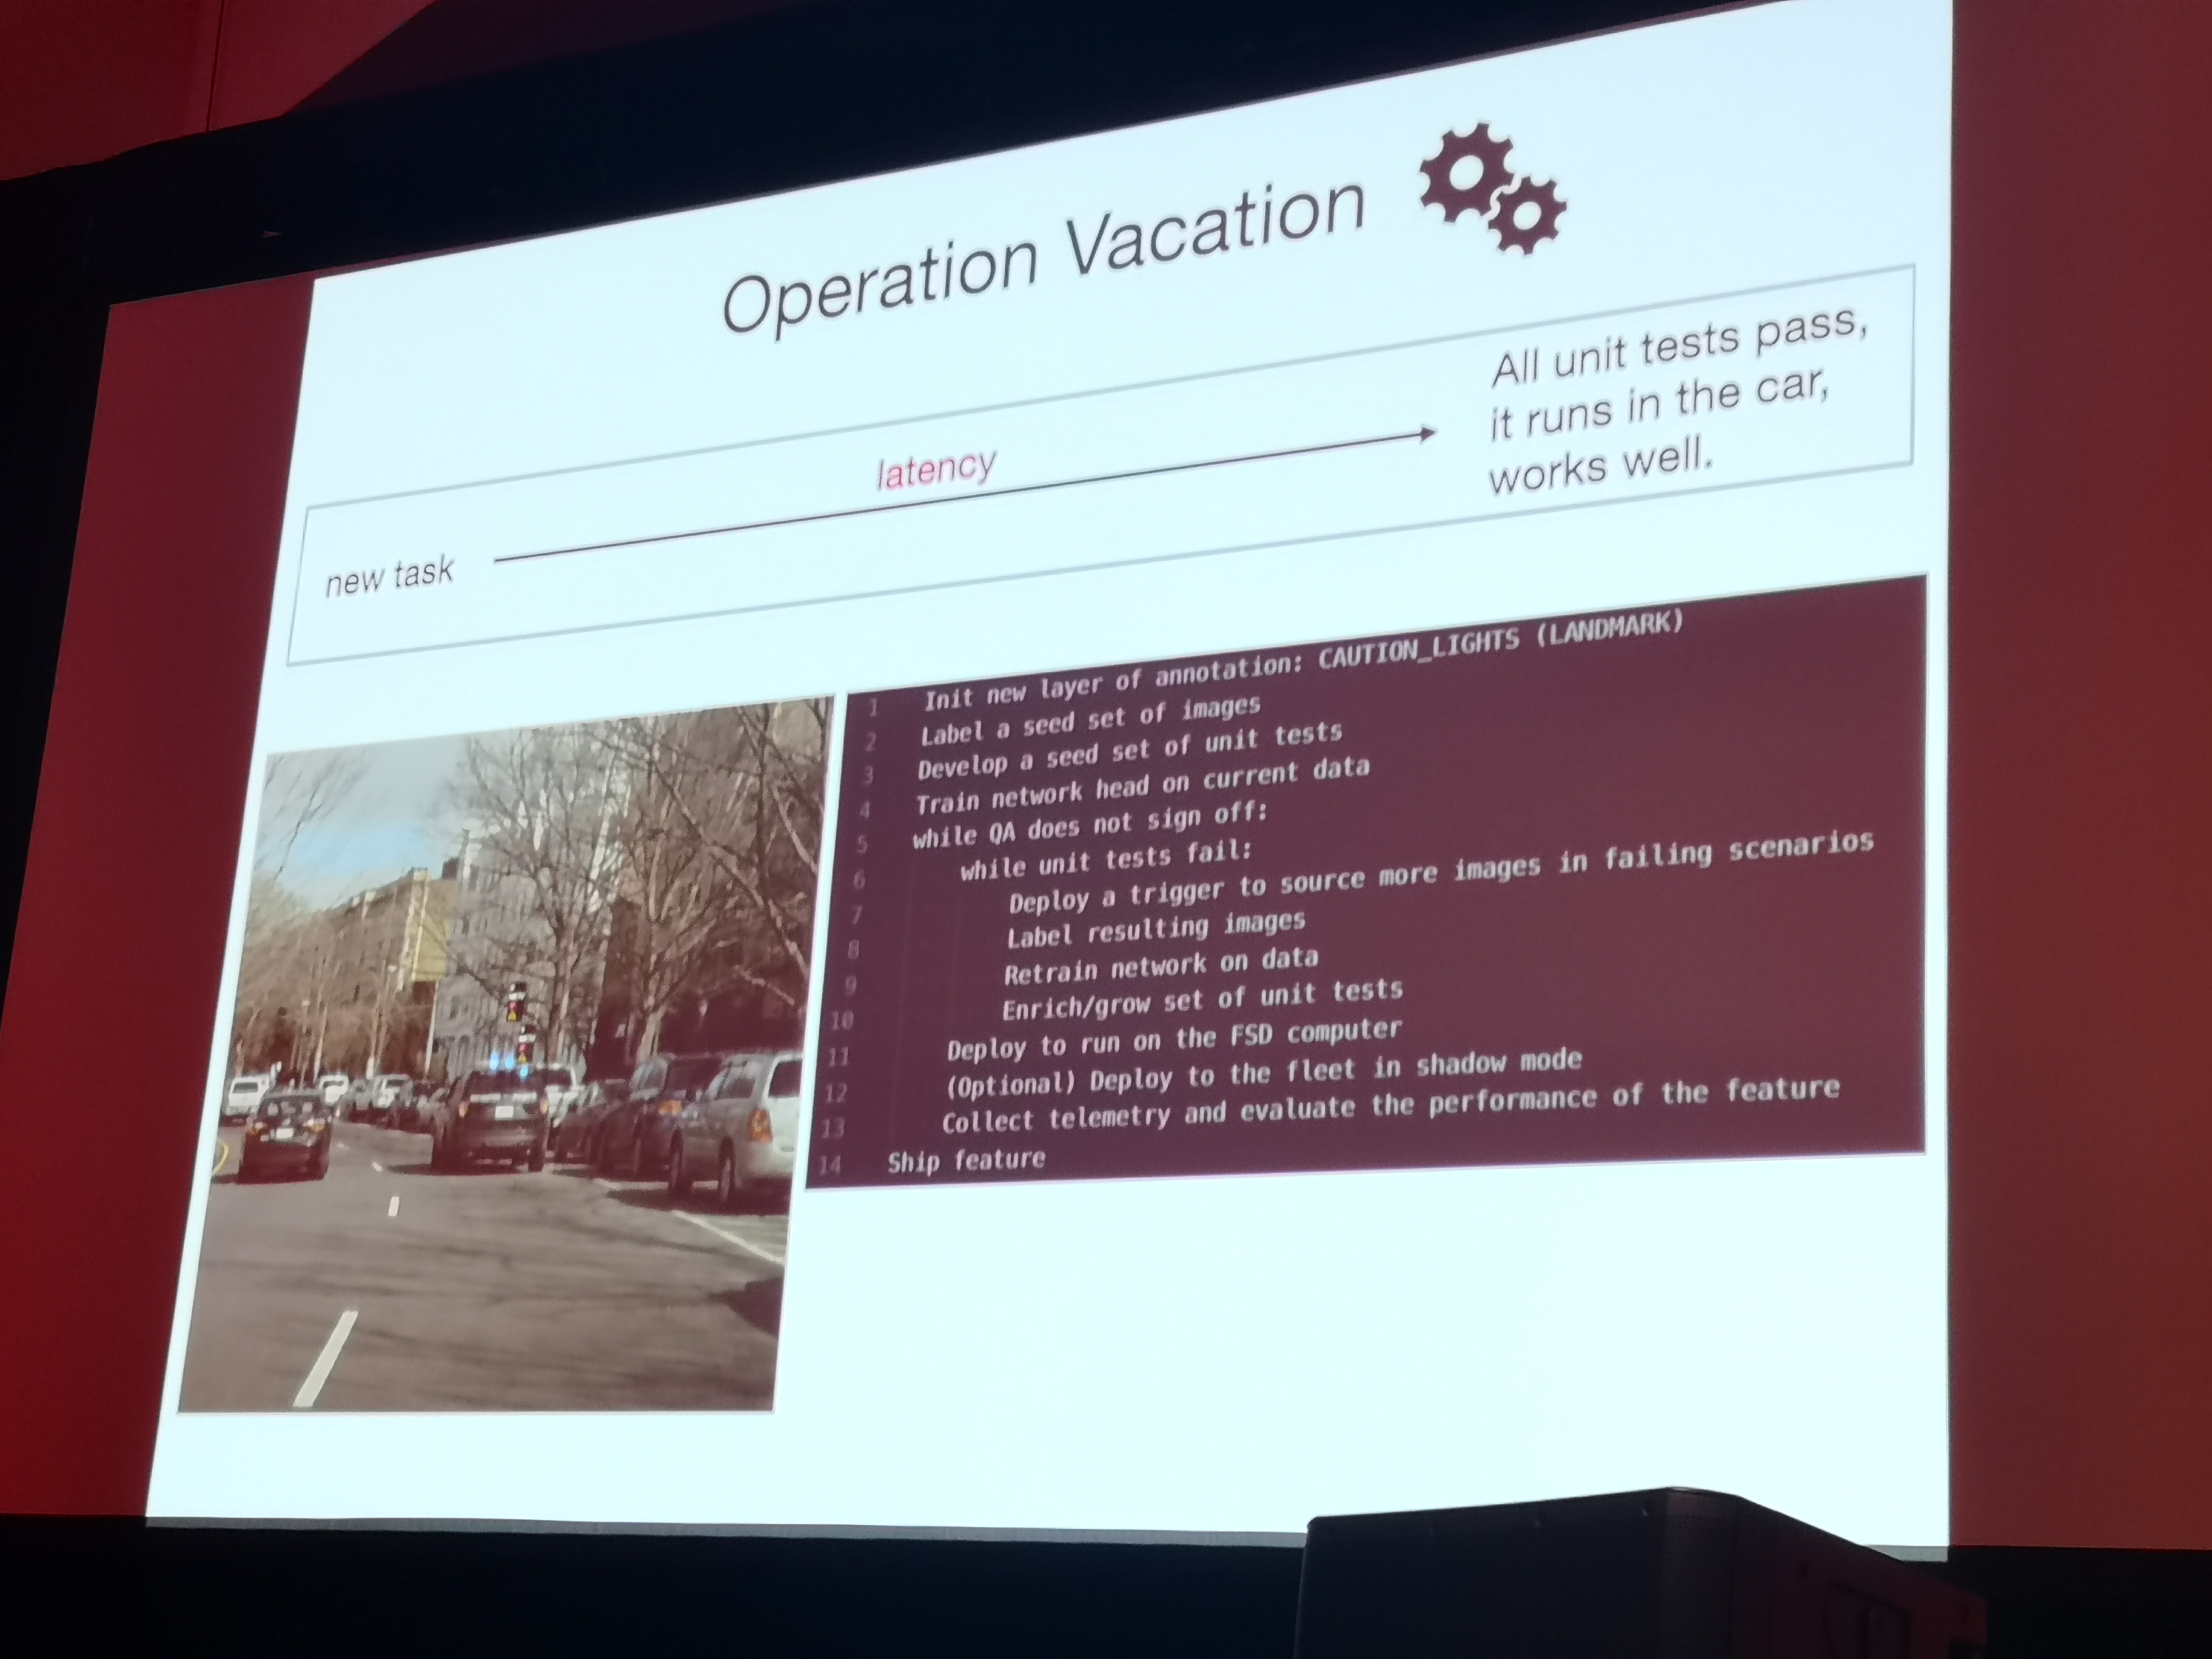 Operation Vacation
latency
new task
All unit tests pass,
it runs in the car,
works well.
1 Init new layer of annotation: CAUTION_LIGHTS (LANDMARK)
2 Label a seed set of images
3 Develop a seed set of unit tests
4 Train network head on current data
5 while QA does not sign off:
6 while unit tests fail:
7 Deploy a trigger to source more images in failing scenarios
8 Label resulting images
9 Retrain network on data
10 Enrich/grow set of unit tests
11 Deploy to run on the FSD computer
12 (Optional) Deploy to the fleet in shadow mode
13 Collect telemetry and evaluate the performance of the feature
14 Ship feature